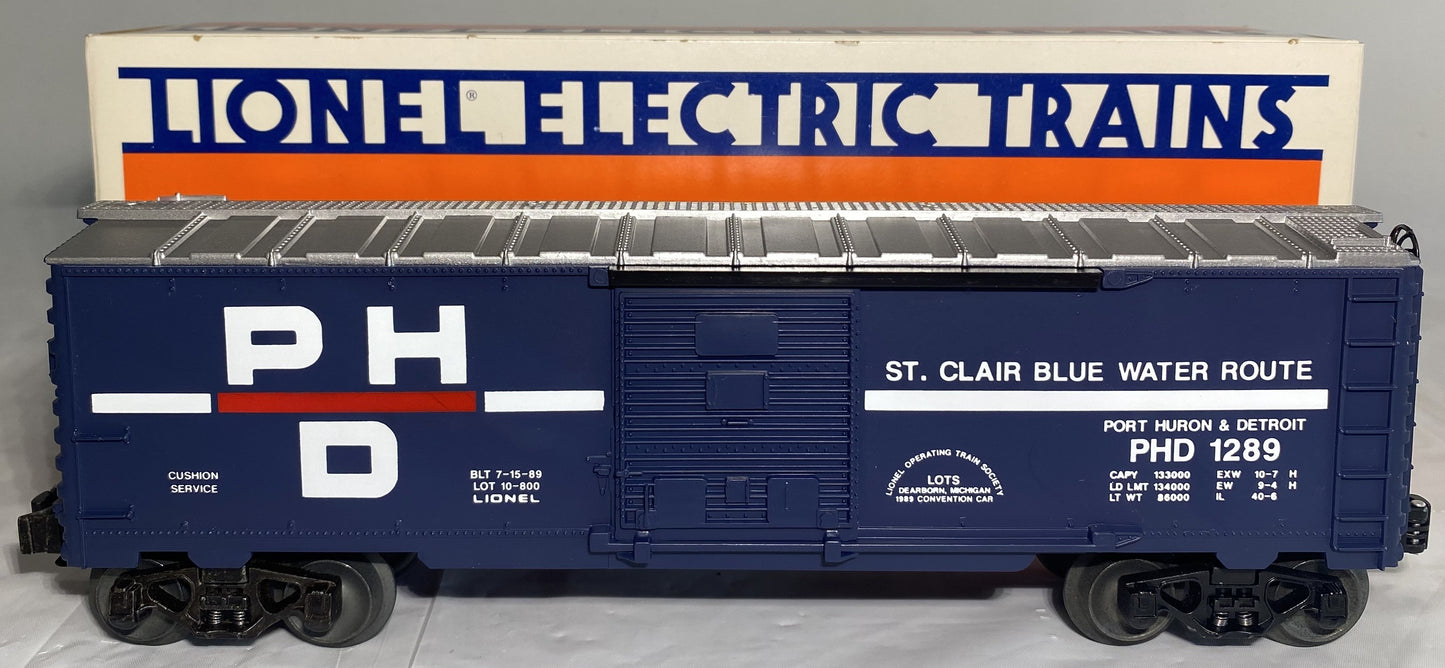 LIONEL® ELECTRIC TRAINS
P H
D
CUSHION
SERVICE
BLT 7-15-89
LOT 10-800
LIONEL
ST. CLAIR BLUE WATER ROUTE
PORT HURON & DETROIT
PHD 1289
CAPY 133000 EXW 10-7 H
LD LMT 134000 EW 9-4 H
LT WT 86000 IL 40-6
LIONEL OPERATING TRAIN SOCIETY
LOTS
DEARBORN, MICHIGAN
1989 CONVENTION CAR